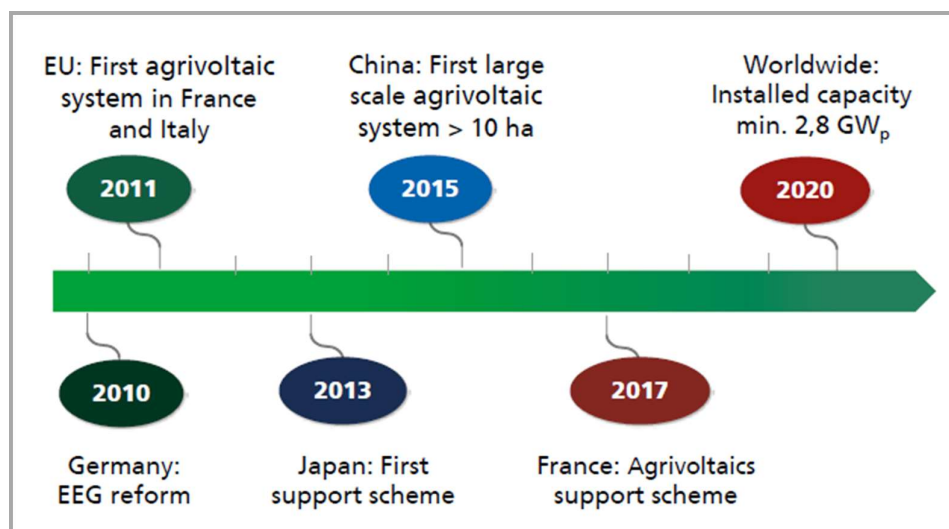 EU: First agrivoltaic
system in France
and Italy
China: First large
scale agrivoltaic
system > 10 ha
Worldwide:
Installed capacity
min. 2,8 GWp
2011
2015
2020
2010
2013
2017
Germany:
EEG reform
Japan: First
support scheme
France: Agrivoltaics
support scheme